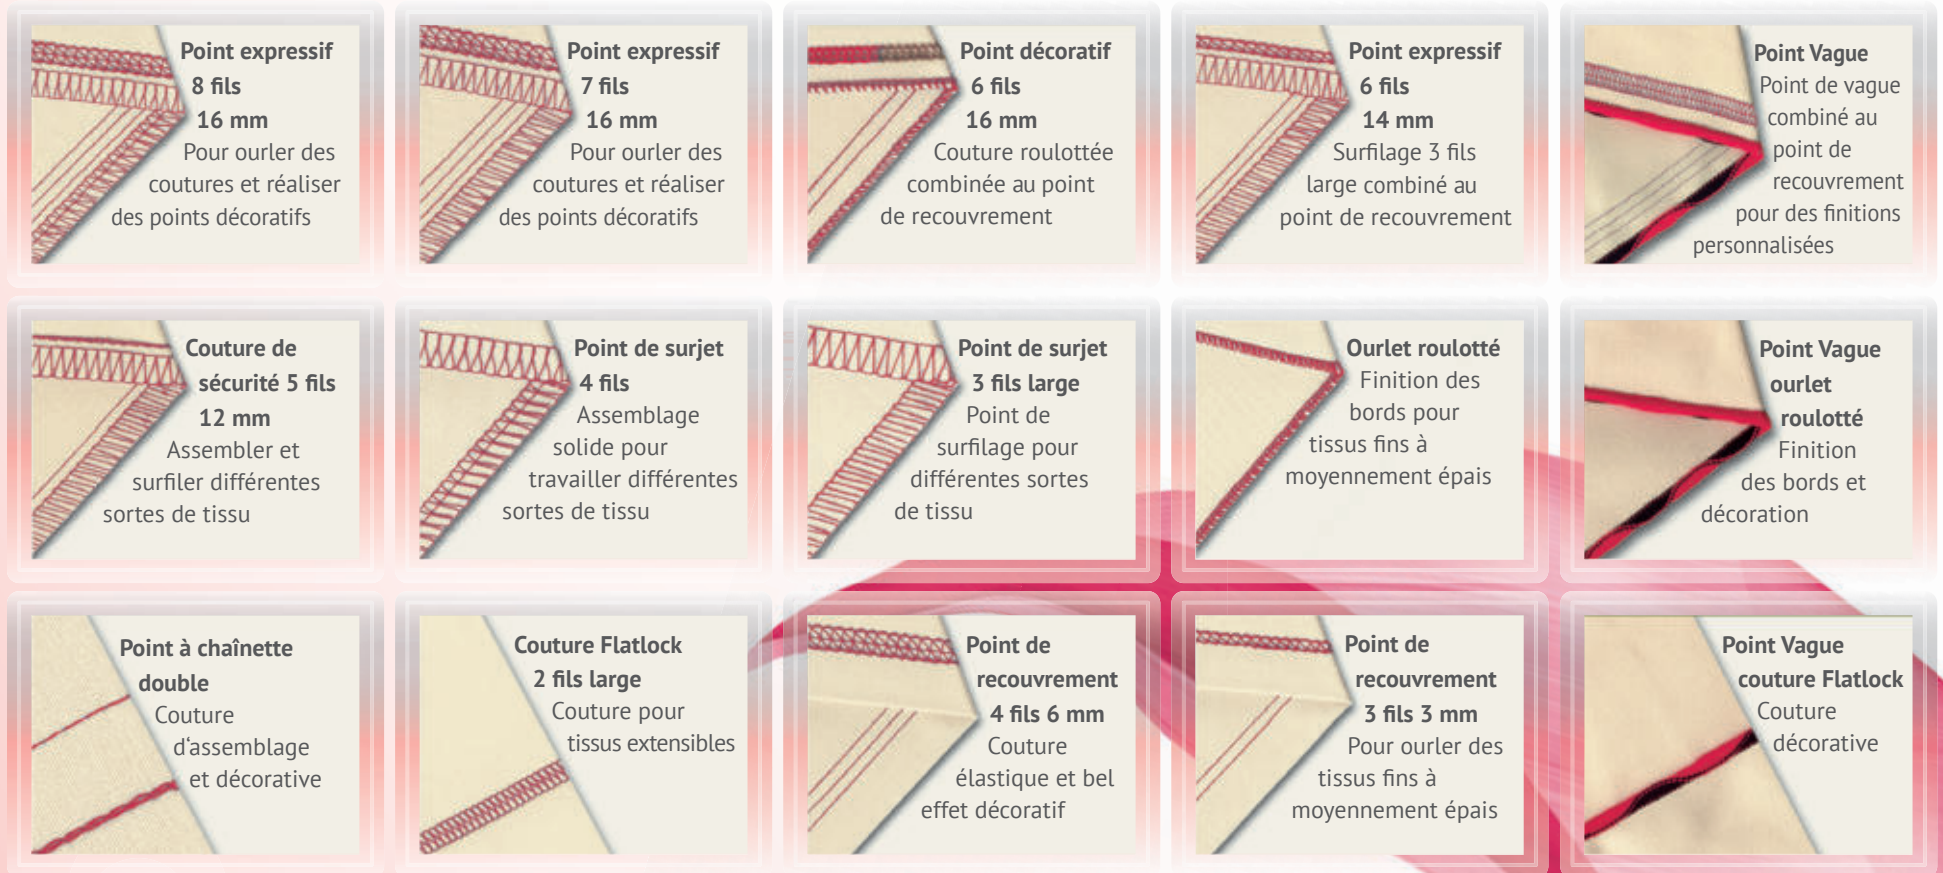 Point expressif
8 fils
16 mm
Pour ourler des
coutures et réaliser
des points décoratifs
Point expressif
7 fils
16 mm
Pour ourler des
coutures et réaliser
des points décoratifs
Point décoratif
6 fils
16 mm
Couture roulottée
combinée au point
de recouvrement
Point expressif
6 fils
14 mm
Surfilage 3 fils
large combiné au
point de recouvrement
Point Vague
Point de vague
combiné au
point de
recouvrement
pour des finitions
personnalisées
Couture de
sécurité 5 fils
12 mm
Assembler et
surfiler différentes
sortes de tissu
Point de surjet
4 fils
Assemblage
solide pour
travailler différentes
sortes de tissu
Point de surjet
3 fils large
Point de
surfilage pour
différentes sortes
de tissu
Ourlet roulotté
Finition des
bords pour
tissus fins à
moyennement épais
Point Vague
ourlet
roulotté
Finition
des bords et
décoration
Point à chaînette
double
Couture
d‘assemblage
et décorative
Couture Flatlock
2 fils large
Couture pour
tissus extensibles
Point de
recouvrement
4 fils 6 mm
Couture
élastique et bel
effet décoratif
Point de
recouvrement
3 fils 3 mm
Pour ourler des
tissus fins à
moyennement épais
Point Vague
couture Flatlock
Couture
décorative